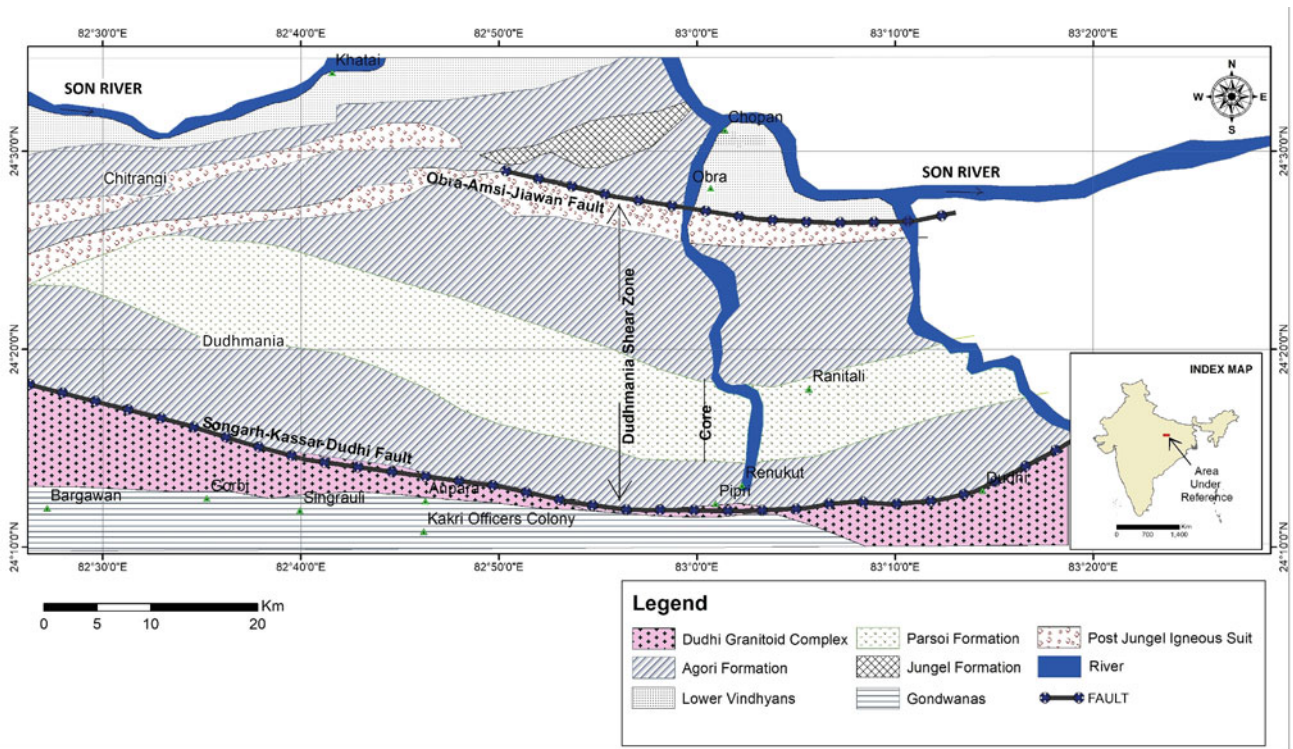 82°30'0"E 82°40'0"E 82°50'0"E 83°0'0"E 83°10'0"E 83°20'0"E
Khatai
SON RIVER
N
W E
S
Chopan
24°30'0"N 24°30'0"N
Chitrangi
Obra
SON RIVER
Obra-Amsi-Jiawan Fault
Dudhmania Shear Zone
Dudhmania
24°20'0"N 24°20'0"N
Ranitali
Core
INDEX MAP
Area
Under
Reference
Km
0 700 1,400
Songarh-Kassar-Dudhi Fault
Renukut
Dudhi
Gorbi
Anpara
Pipri
Bargawan
Singrauli
Kakri Officers Colony
24°10'0"N 24°10'0"N
82°30'0"E 82°40'0"E 82°50'0"E 83°0'0"E 83°10'0"E 83°20'0"E
Km
0 5 10 20
Legend
Dudhi Granitoid Complex Parsoi Formation Post Jungel Igneous Suit
Agori Formation Jungel Formation River
Lower Vindhyans Gondwanas FAULT